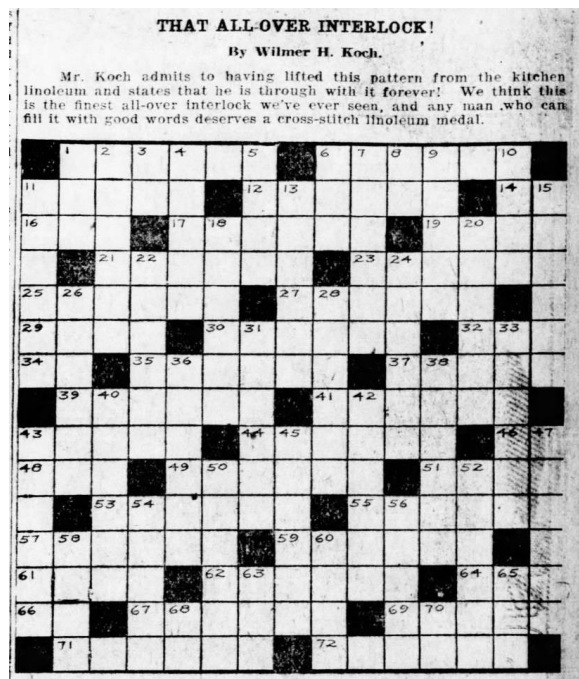 THAT ALL-OVER INTERLOCK!
By Wilmer H. Koch.
Mr. Koch admits to having lifted this pattern from the kitchen
linoleum and states that he is through with it forever! We think this
is the finest all-over interlock we've ever seen, and any man who can
fill it with good words deserves a cross-stitch linoleum medal.
1 2 3 4 5 6 7 8 9 10
11 12 13 14 15
16 17 18 19 20
21 22 23 24
25 26 27 28
29 30 31 32 33
34 35 36 37 38
39 40 41 42
43 44 45 46 47
48 49 50 51 52
53 54 55 56
57 58 59 60
61 62 63 64 65
66 67 68 69 70
71 72